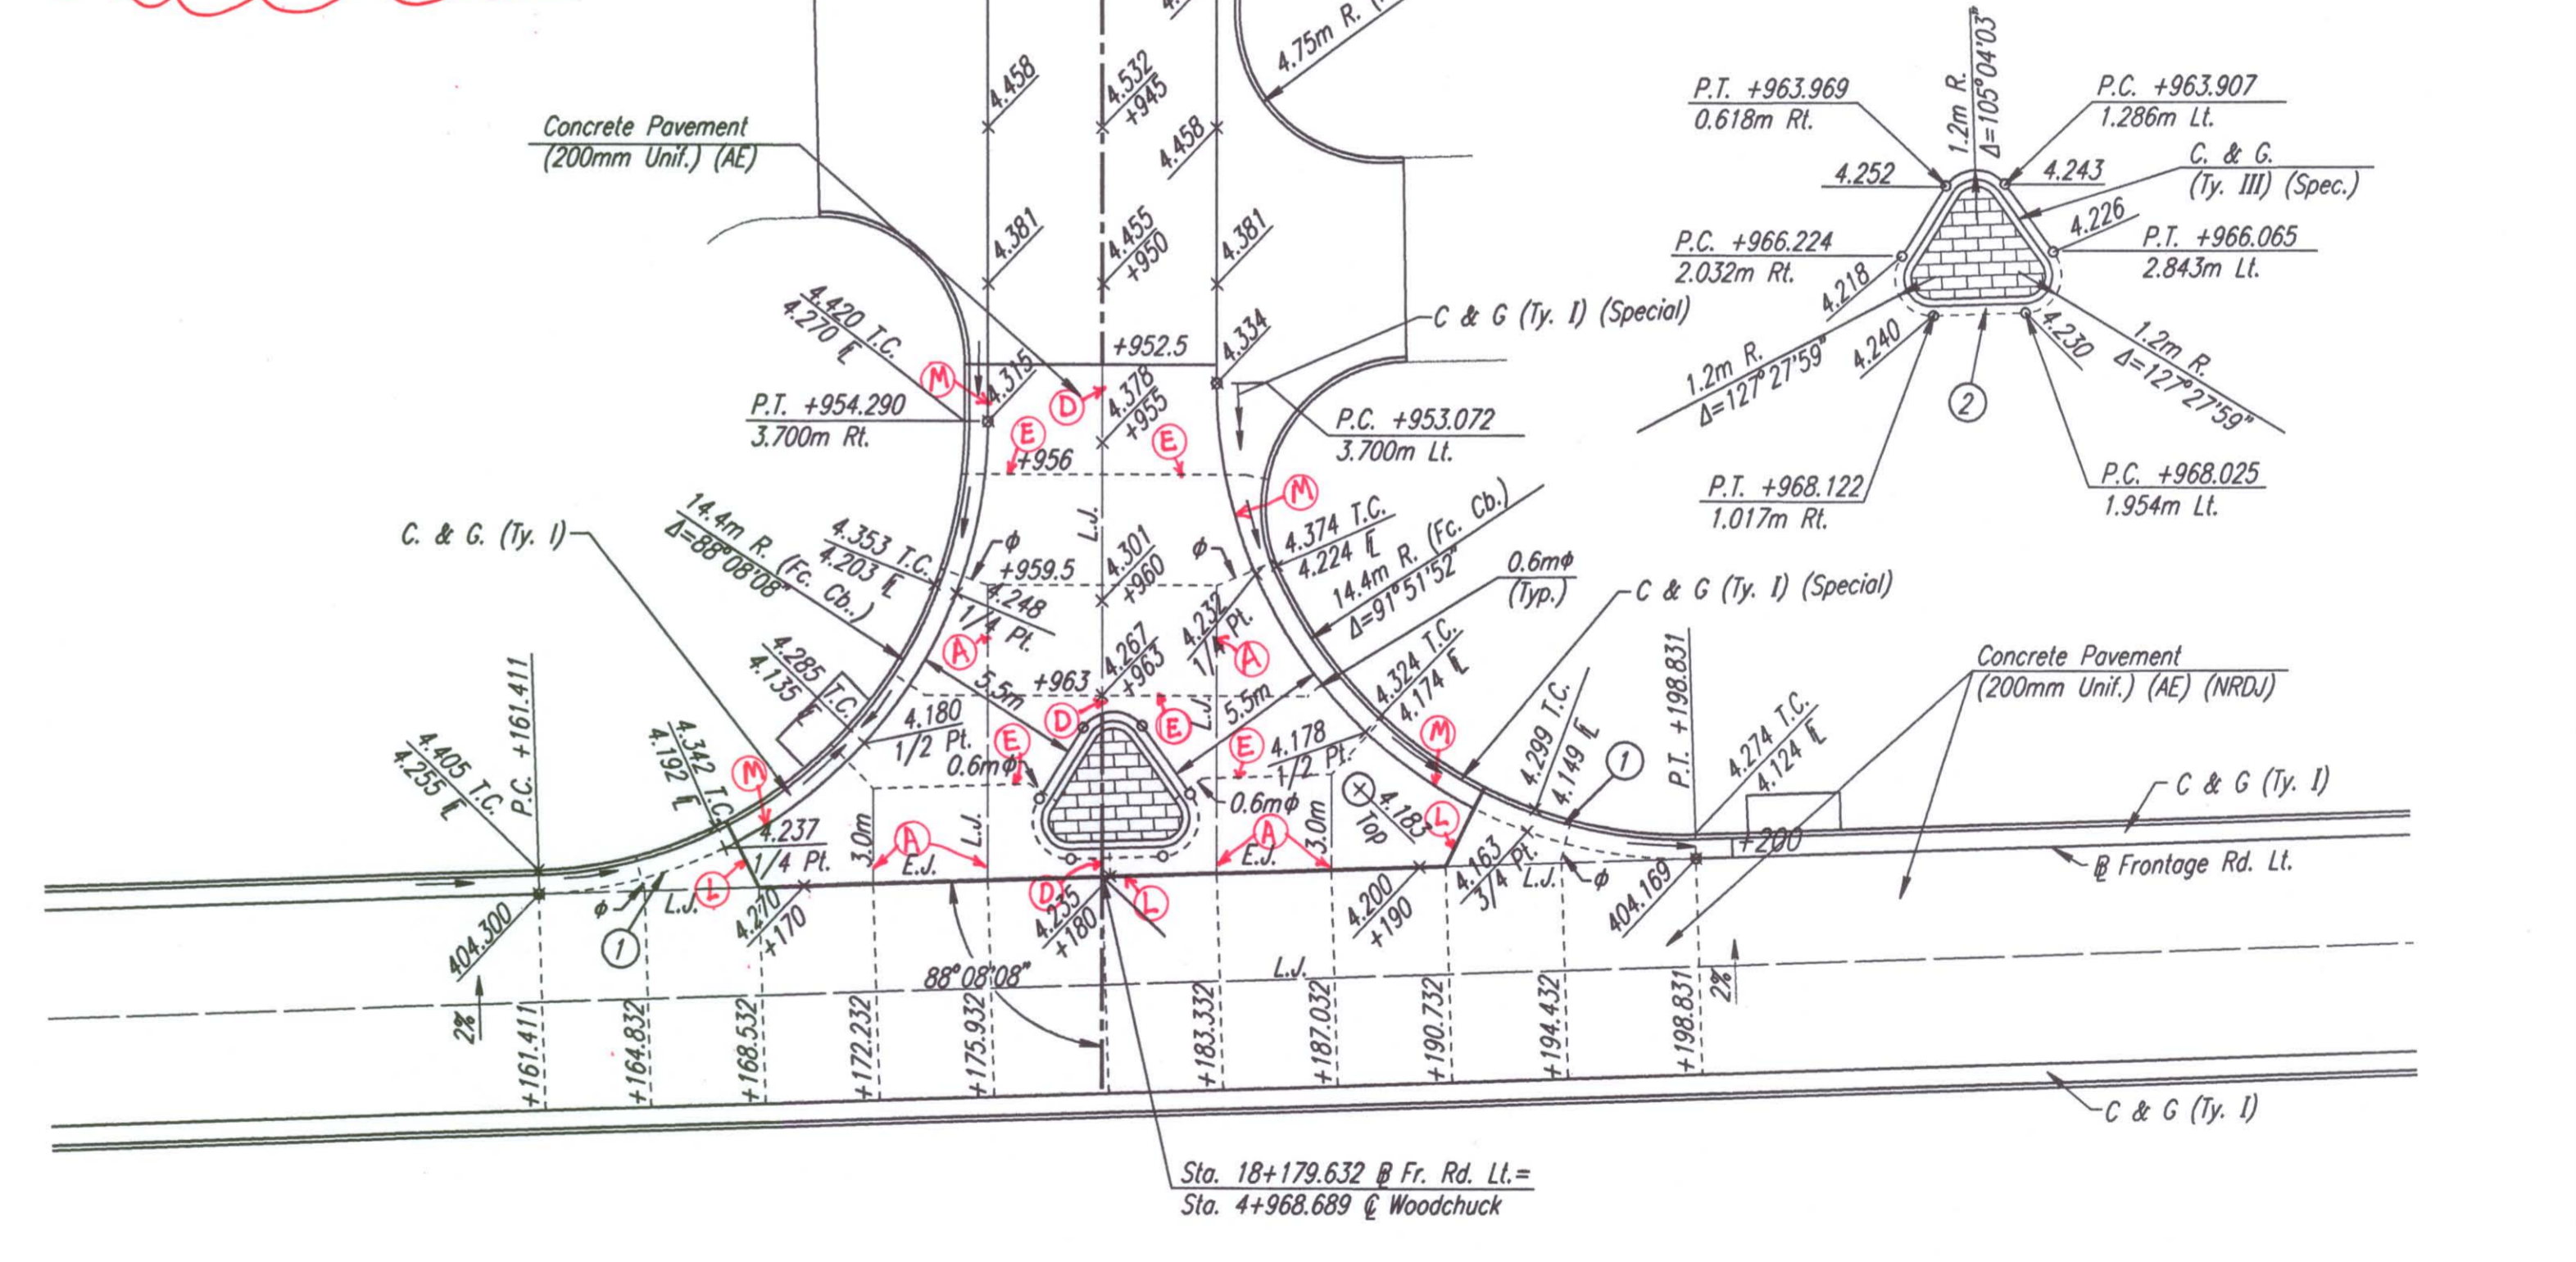 4.75m R.
4.458
4.532
+945
4.458
Concrete Pavement
(200mm Unif.) (AE)
4.381
4.455
+950
4.381
4.420 T.C.
4.270 ℄
C & G (Ty. I) (Special)
+952.5
4.334
M
4.315
D
4.378
+955
P.T. +954.290
3.700m Rt.
P.C. +953.072
3.700m Lt.
E
E
+956
M
C. & G. (Ty. I)
14.4m R. (Fc. Cb..)
Δ=88°08'08"
4.353 T.C.
4.203 ℄
φ
+959.5
L.J.
4.301
+960
φ
4.374 T.C.
4.224 ℄
14.4m R. (Fc. Cb.)
Δ=91°51'52"
0.6mφ
(Typ.)
C & G (Ty. I) (Special)
4.248
1/4 Pt.
4.232
1/4 Pt.
A
A
4.285 T.C.
4.135 ℄
5.5m
+963
4.267
+963
5.5m
L.J.
4.324 T.C.
4.174 ℄
P.C. +161.411
4.405 T.C.
4.255 ℄
4.342 T.C.
4.192 ℄
4.180
1/2 Pt.
D
E
E
E
0.6mφ
4.178
1/2 Pt.
0.6mφ
M
M
4.299 T.C.
4.149 ℄
1
P.T. +198.831
4.274 T.C.
4.124 ℄
Concrete Pavement
(200mm Unif.) (AE) (NRDJ)
C & G (Ty. I)
4.237
1/4 Pt.
3.0m
A
E.J.
L.J.
A
E.J.
3.0m
+
4.183
Top
L
4.163
3/4 Pt.
L.J.
φ
+200
℄ Frontage Rd. Lt.
404.300
φ
1
L.J.
L
4.270
+170
D
4.235
+180
L
4.200
+190
404.169
88°08'08"
L.J.
2%
2%
+161.411
+164.832
+168.532
+172.232
+175.932
+183.332
+187.032
+190.732
+194.432
+198.831
C & G (Ty. I)
Sta. 18+179.632 ℄ Fr. Rd. Lt.=
Sta. 4+968.689 ℄ Woodchuck
1.2m R.
Δ=105°04'03"
P.T. +963.969
0.618m Rt.
P.C. +963.907
1.286m Lt.
4.252
4.243
C. & G.
(Ty. III) (Spec.)
4.226
P.C. +966.224
2.032m Rt.
P.T. +966.065
2.843m Lt.
4.218
4.240
4.230
1.2m R.
Δ=127°27'59"
1.2m R.
Δ=127°27'59"
2
P.T. +968.122
1.017m Rt.
P.C. +968.025
1.954m Lt.